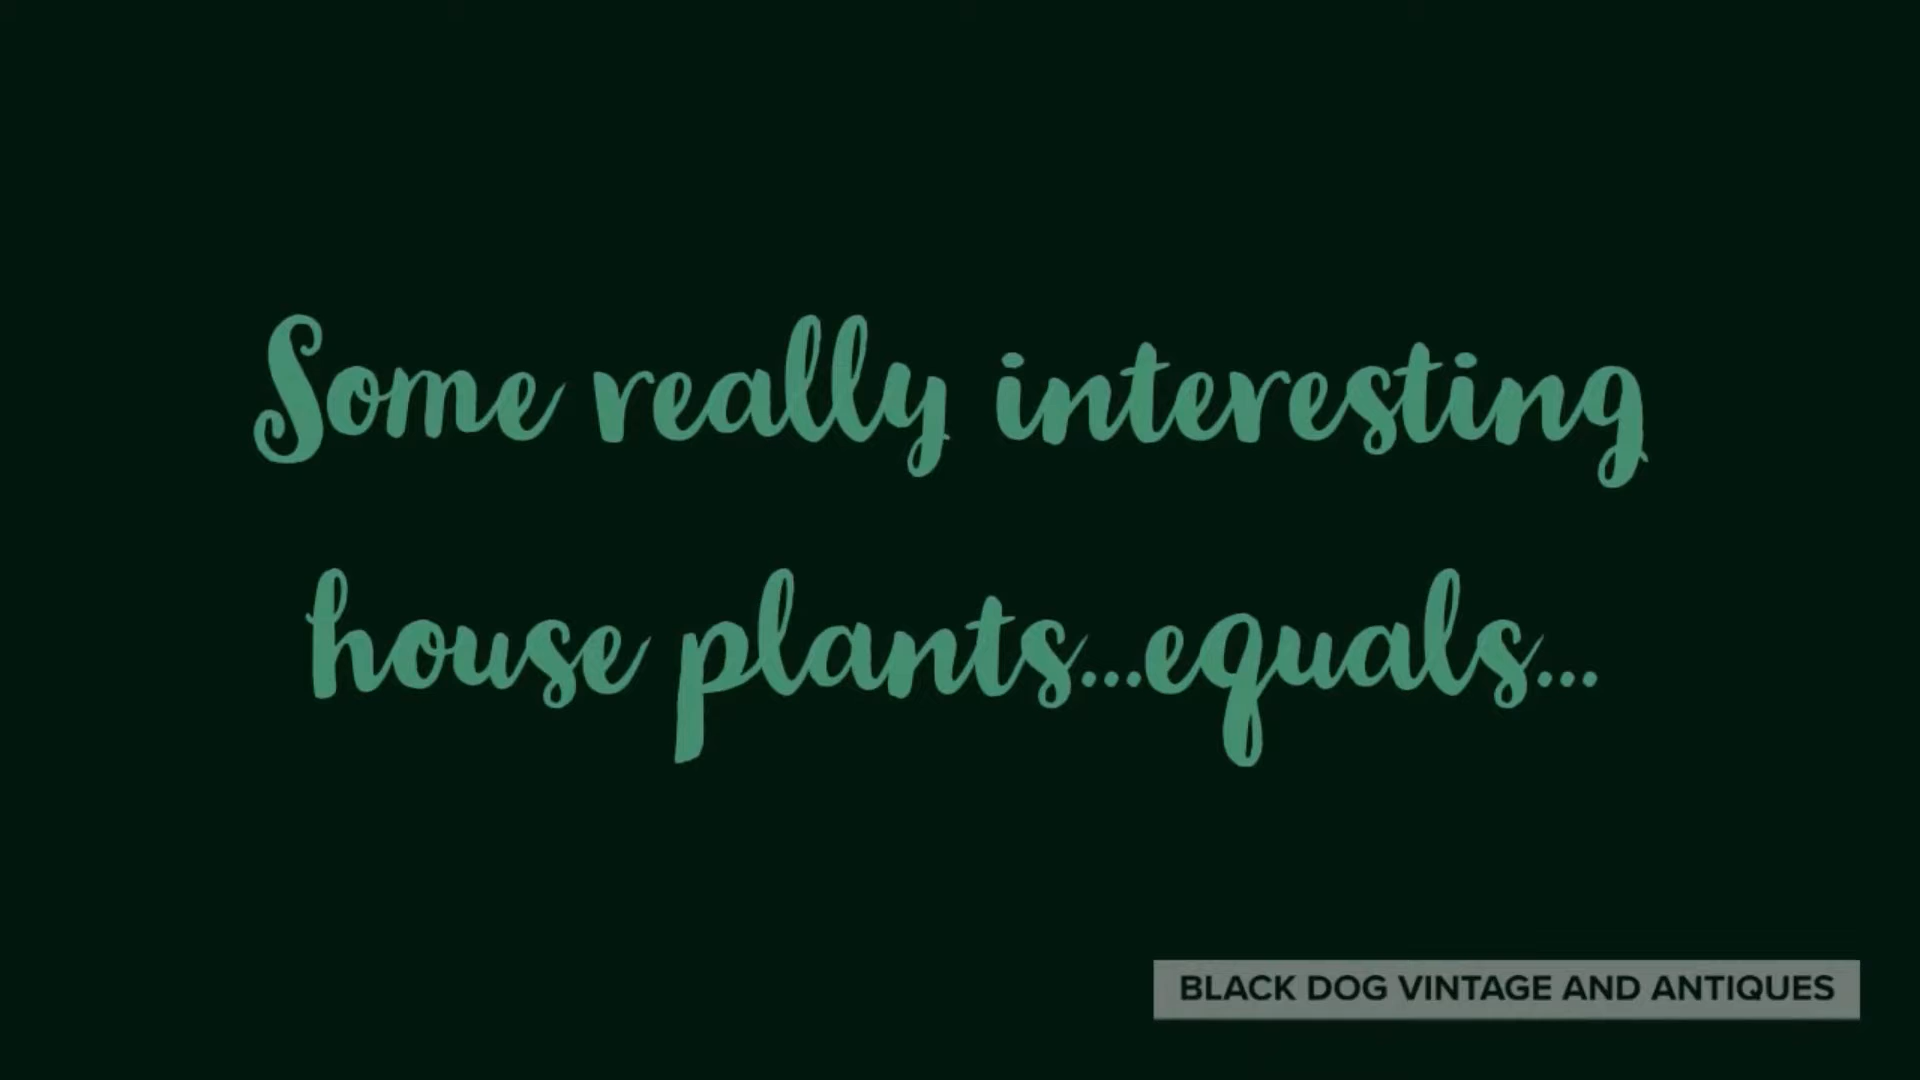 Some really interesting
house plants...equals...
BLACK DOG VINTAGE AND ANTIQUES